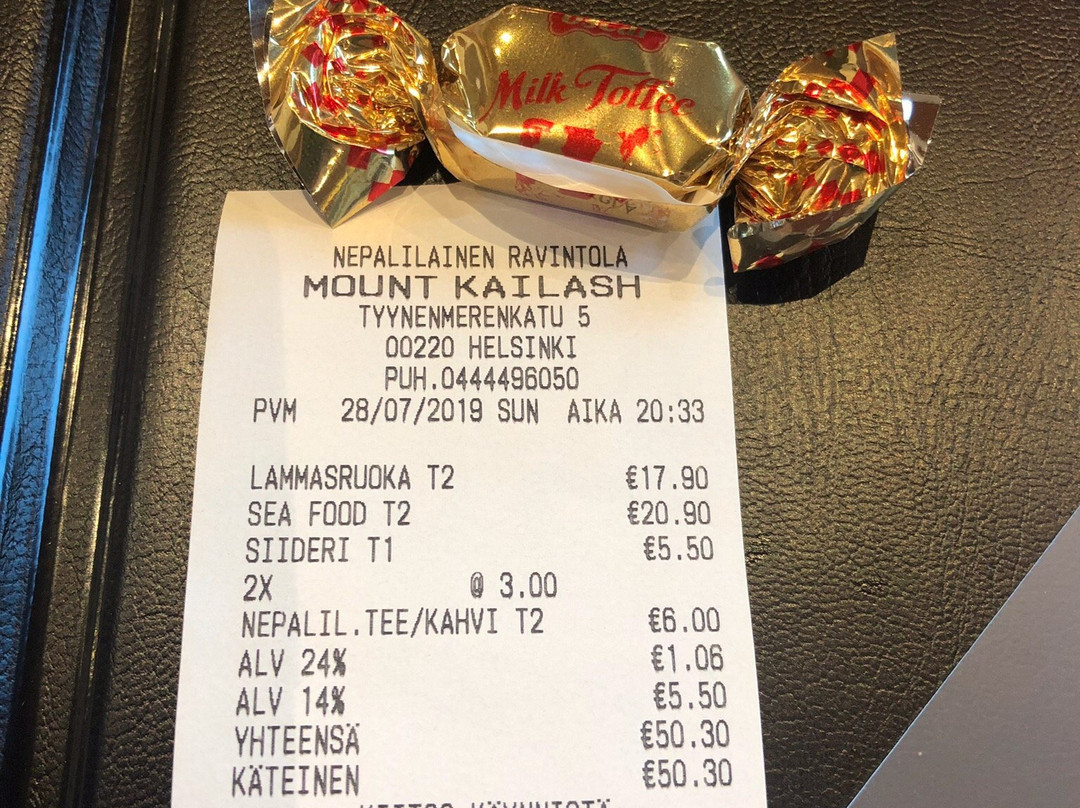 Milk Toffee
NEPALILAINEN RAVINTOLA
MOUNT KAILASH
TYYNENMERENKATU 5
00220 HELSINKI
PUH.0444496050
PVM 28/07/2019 SUN AIKA 20:33
LAMMASRUOKA T2 €17.90
SEA FOOD T2 €20.90
SIIDERI T1 €5.50
2X @ 3.00
NEPALIL.TEE/KAHVI T2 €6.00
ALV 24% €1.06
ALV 14% €5.50
YHTEENSÄ €50.30
KÄTEINEN €50.30